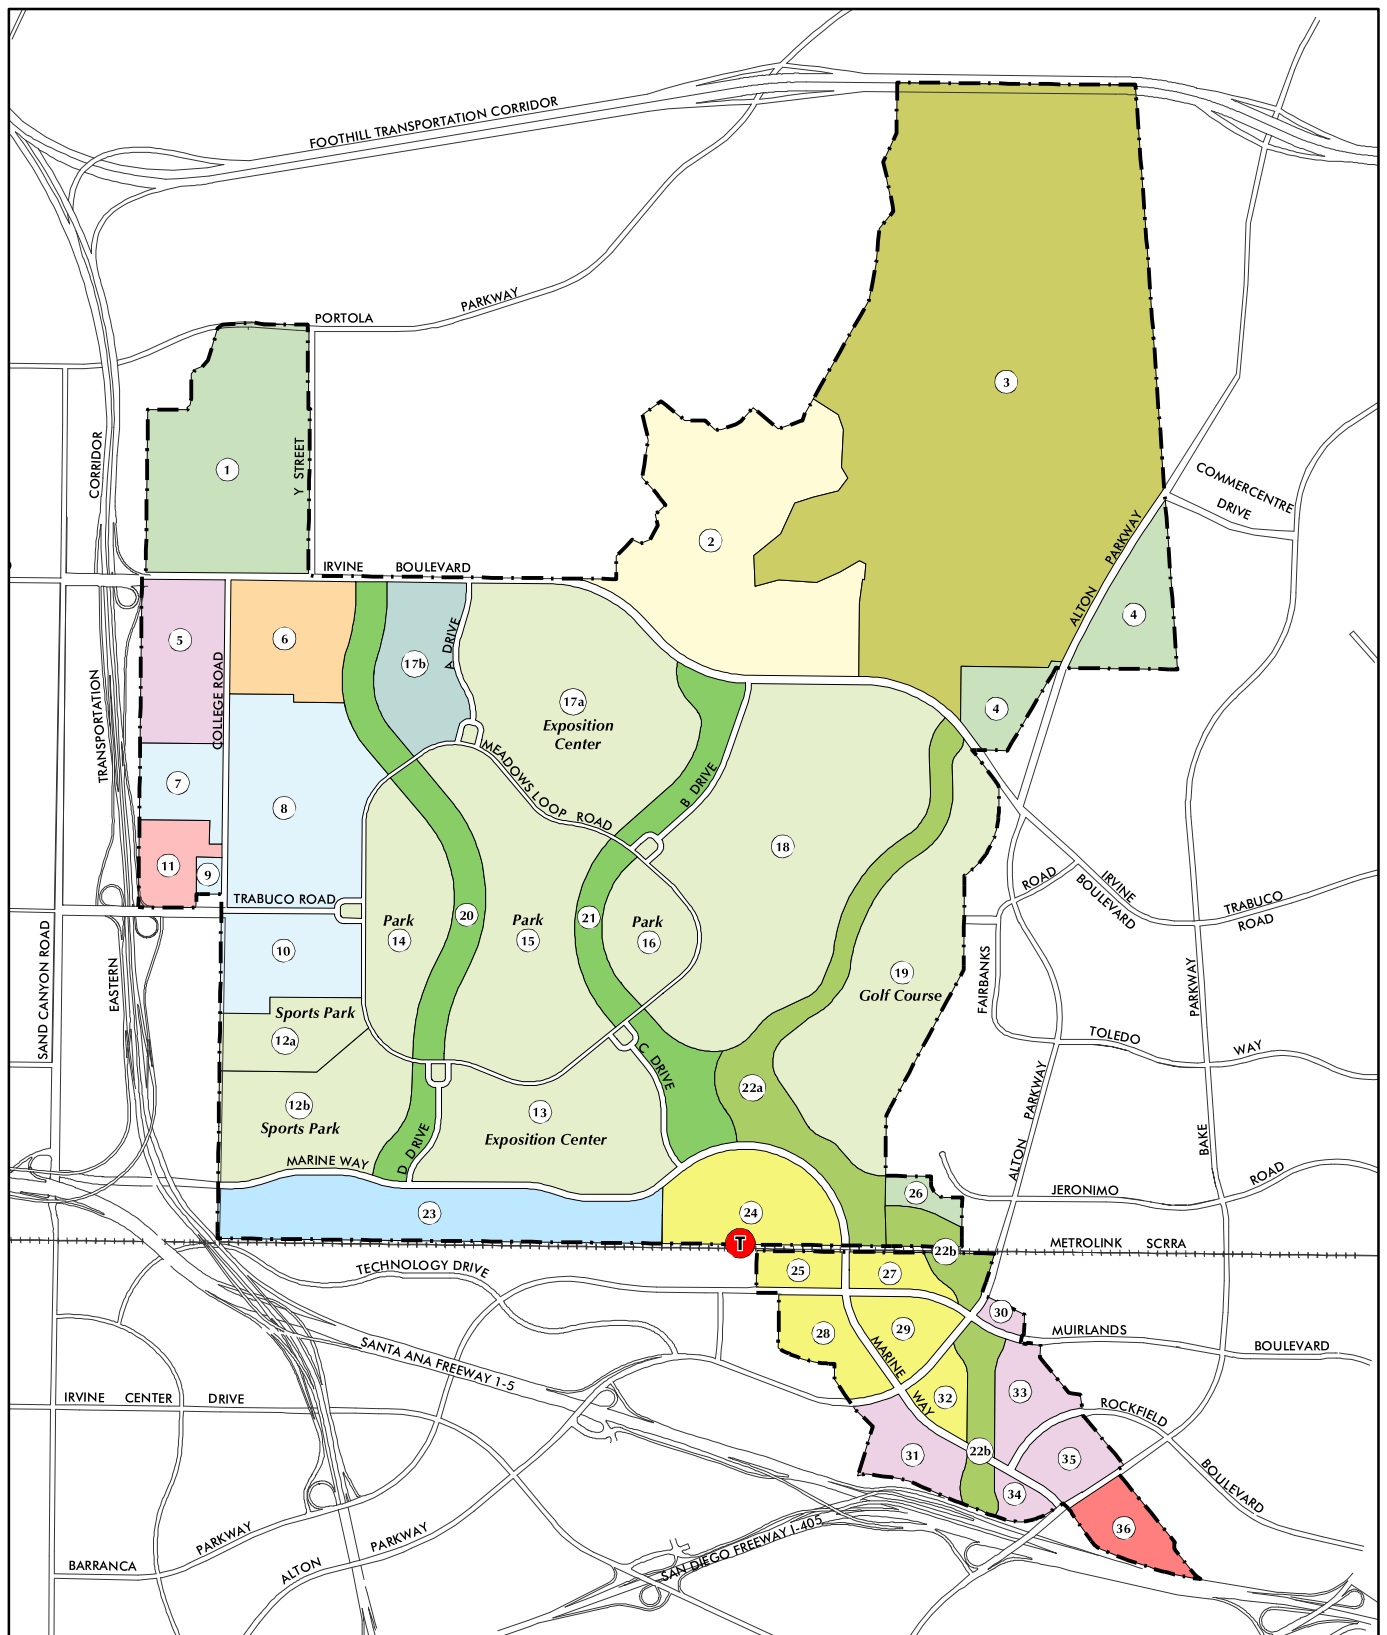 FOOTHILL TRANSPORTATION CORRIDOR
PORTOLA
PARKWAY
3
CORRIDOR
1
Y STREET
COMMERCENTRE
DRIVE
2
PARKWAY
ALTON
4
IRVINE BOULEVARD
5
6
17b
A DRIVE
17a
Exposition
Center
4
COLLEGE ROAD
TRANSPORTATION
7
8
MEADOWS LOOP ROAD
B DRIVE
18
11
9
TRABUCO ROAD
ROAD
IRVINE
BOULEVARD
TRABUCO
ROAD
SAND CANYON ROAD
EASTERN
10
Park
14
20
Park
15
21
Park
16
19
Golf Course
FAIRBANKS
PARKWAY
Sports Park
12a
C DRIVE
TOLEDO
WAY
12b
Sports Park
13
Exposition Center
22a
ALTON PARKWAY
BAKE
D DRIVE
MARINE WAY
26
JERONIMO
ROAD
23
24
T
22b
METROLINK SCRRA
TECHNOLOGY DRIVE
25
27
30
28
29
MUIRLANDS
BOULEVARD
SANTA ANA FREEWAY 1-5
MARINE
WAY
32
33
IRVINE CENTER DRIVE
ROCKFIELD
BOULEVARD
31
22b
35
34
36
SAN DIEGO FREEWAY I-405
PARKWAY
BARRANCA
ALTON
PARKWAY